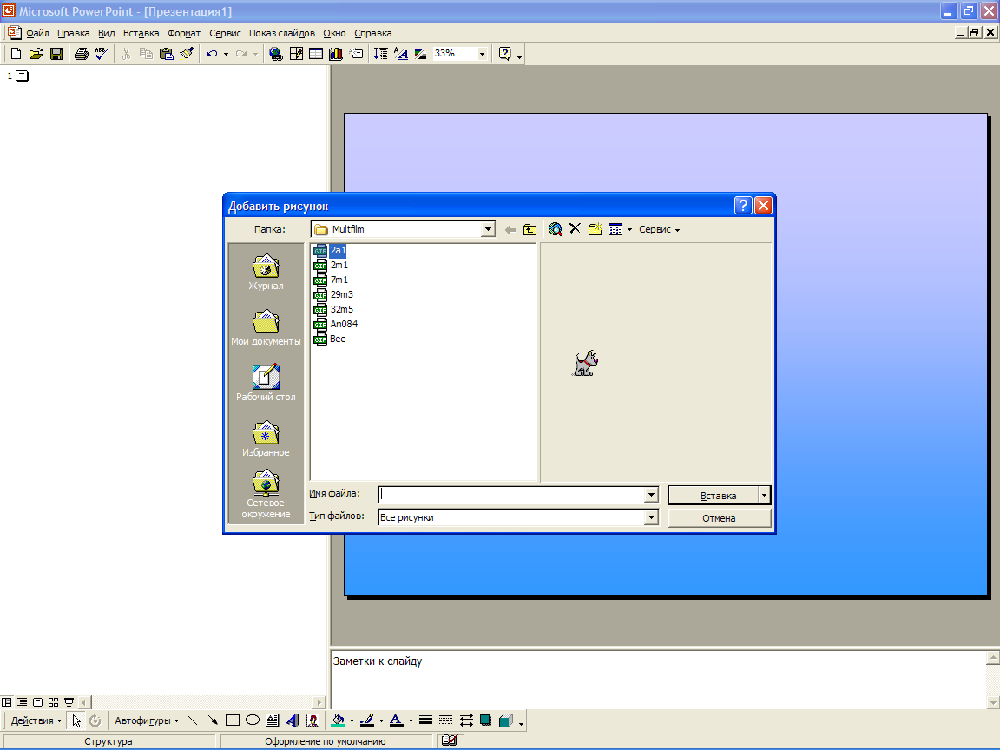 Microsoft PowerPoint - [Презентация1]
Файл Правка Вид Вставка Формат Сервис Показ слайдов Окно Справка
33%
1
Добавить рисунок
Папка: Multfilm Сервис
Журнал
Мои документы
Рабочий стол
Избранное
Сетевое
окружение
2a1
2m1
7m1
29m3
32m5
An084
Bee
Имя файла:
Вставка
Тип файлов: Все рисунки
Отмена
Заметки к слайду
Действия Автофигуры
Структура Оформление по умолчанию